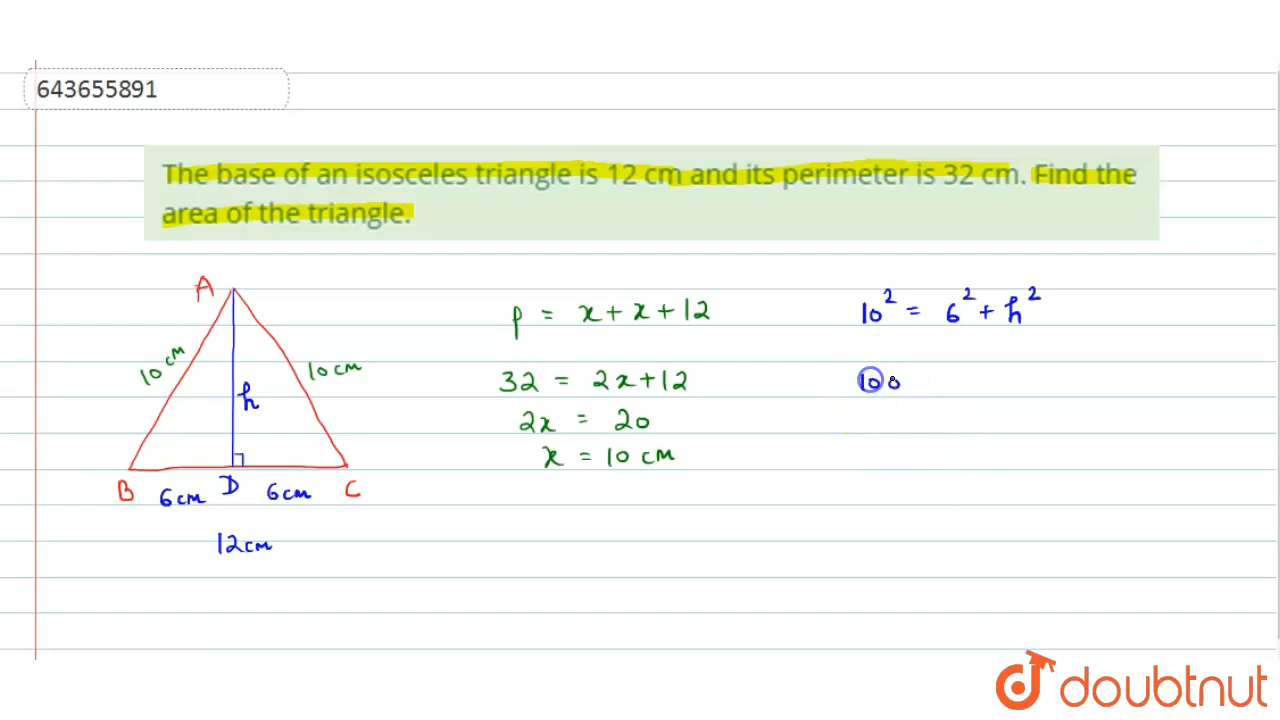 643655891
The base of an isosceles triangle is 12 cm and its perimeter is 32 cm. Find the
area of the triangle.
A
10 cm
10 cm
h
B
6 cm
D
6 cm
C
12 cm
P = x + x + 12
32 = 2x + 12
2x = 20
x = 10 cm
10² = 6² + h²
100
doubtnut